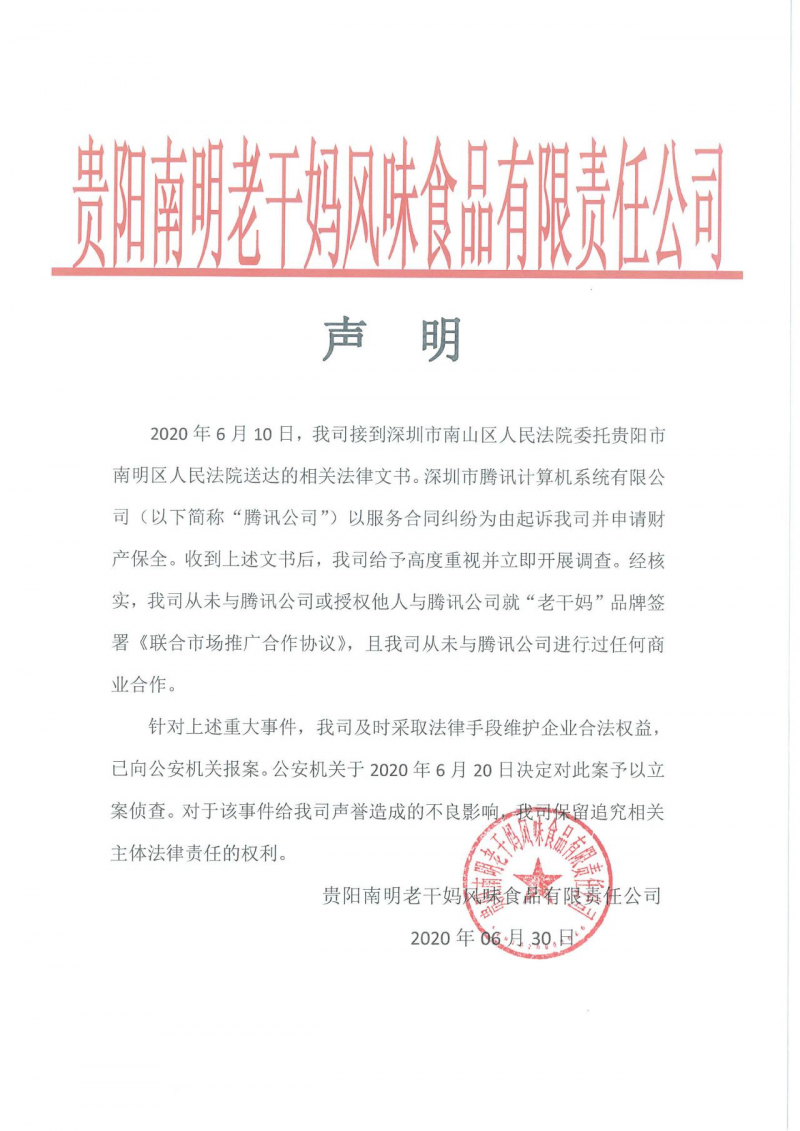 贵阳南明老干妈风味食品有限责任公司
声 明
2020 年 6 月 10 日，我司接到深圳市南山区人民法院委托贵阳市
南明区人民法院送达的相关法律文书。深圳市腾讯计算机系统有限公
司（以下简称“腾讯公司”）以服务合同纠纷为由起诉我司并申请财
产保全。收到上述文书后，我司给予高度重视并立即开展调查。经核
实，我司从未与腾讯公司或授权他人与腾讯公司就“老干妈”品牌签
署《联合市场推广合作协议》，且我司从未与腾讯公司进行过任何商
业合作。
针对上述重大事件，我司及时采取法律手段维护企业合法权益，
已向公安机关报案。公安机关于 2020 年 6 月 20 日决定对此案予以立
案侦查。对于该事件给我司声誉造成的不良影响，我司保留追究相关
主体法律责任的权利。
贵阳南明老干妈风味食品有限责任公司
2020 年 06 月 30 日
贵阳南明老干妈风味食品有限责任公司